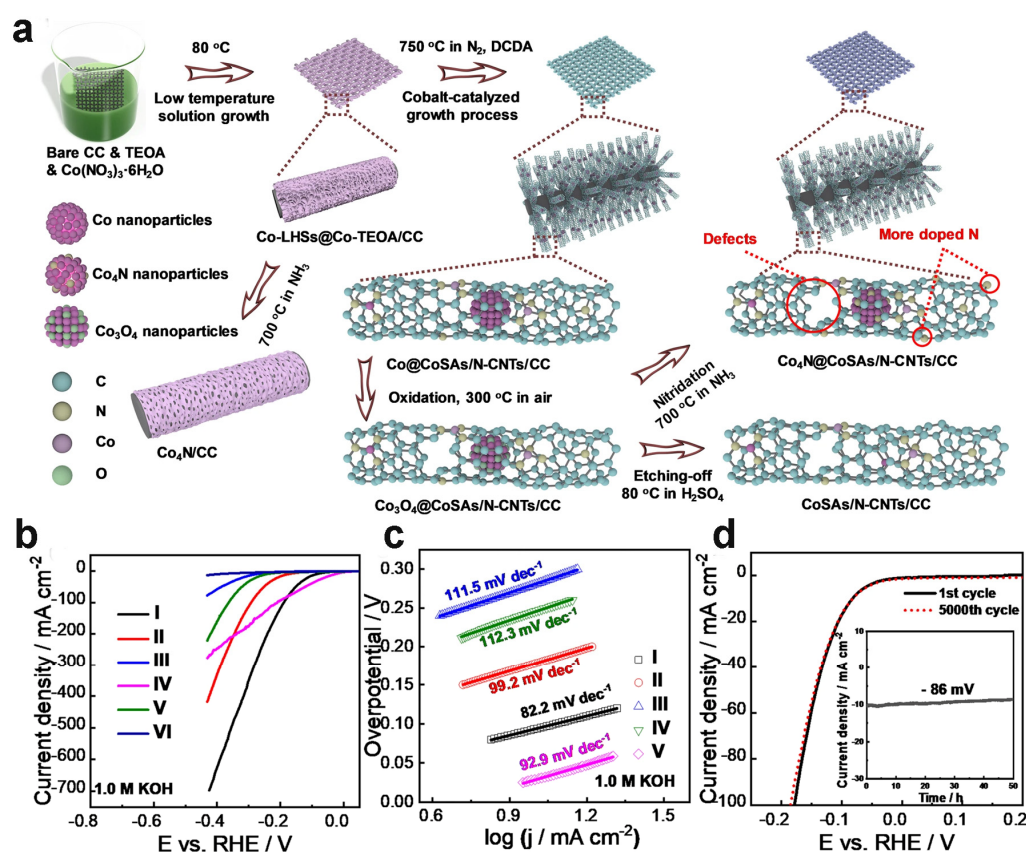 a
80 °C
Low temperature
solution growth
750 °C in N2, DCDA
Cobalt-catalyzed
growth process
Bare CC & TEOA
& Co(NO3)3·6H2O
Co nanoparticles
Co4N nanoparticles
Co3O4 nanoparticles
C
N
Co
O
Co-LHSs@Co-TEOA/CC
700 °C in NH3
Co4N/CC
Co@CoSAs/N-CNTs/CC
Oxidation, 300 °C in air
Co3O4@CoSAs/N-CNTs/CC
Defects
More doped N
Co4N@CoSAs/N-CNTs/CC
Nitridation
700 °C in NH3
Etching-off
80 °C in H2SO4
CoSAs/N-CNTs/CC
b
Current density / mA cm-2
0
-100
-200
-300
-400
-500
-600
-700
I
II
III
IV
V
VI
1.0 M KOH
-0.6
-0.4
-0.2
0.0
E vs. RHE / V
c
Overpotential / V
0.30
0.25
0.20
0.15
0.10
0.05
0.00
111.5 mV dec-1
112.3 mV dec-1
99.2 mV dec-1
82.2 mV dec-1
92.9 mV dec-1
I
II
III
IV
V
1.0 M KOH
0.6
0.9
1.2
1.5
log (j / mA cm-2)
d
Current density / mA cm-2
0
-20
-40
-60
-80
-100
1st cycle
5000th cycle
Current density / mA cm-2
10
0
-10
-20
-30
- 86 mV
0 10 20 30 40 50
Time / h
-0.2
-0.1
0.0
0.1
0.2
E vs. RHE / V